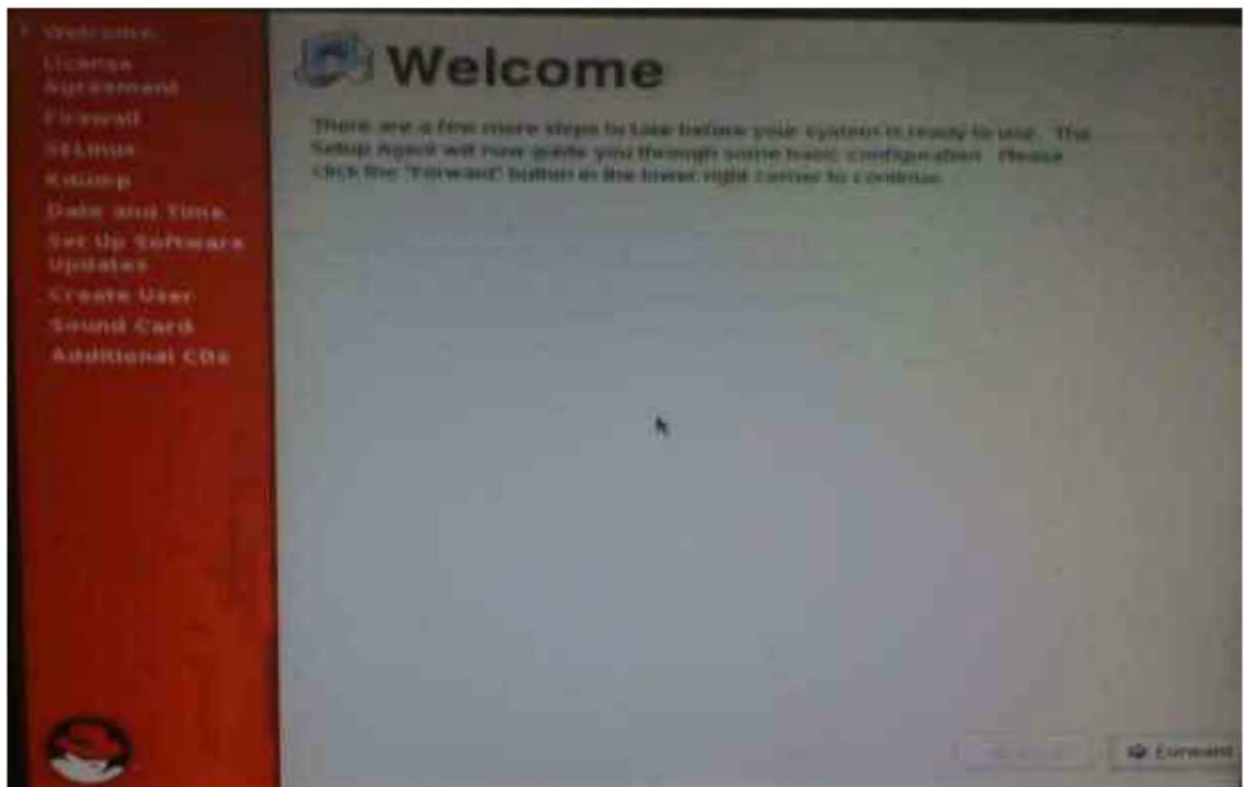 Welcome
License
Agreement
Firewall
SELinux
Kdump
Date and Time
Set Up Software
Updates
Create User
Sound Card
Additional CDs
Welcome
There are a few more steps to take before your system is ready to use. The
Setup Agent will now guide you through some basic configuration. Please
click the "Forward" button in the lower right corner to continue
Forward